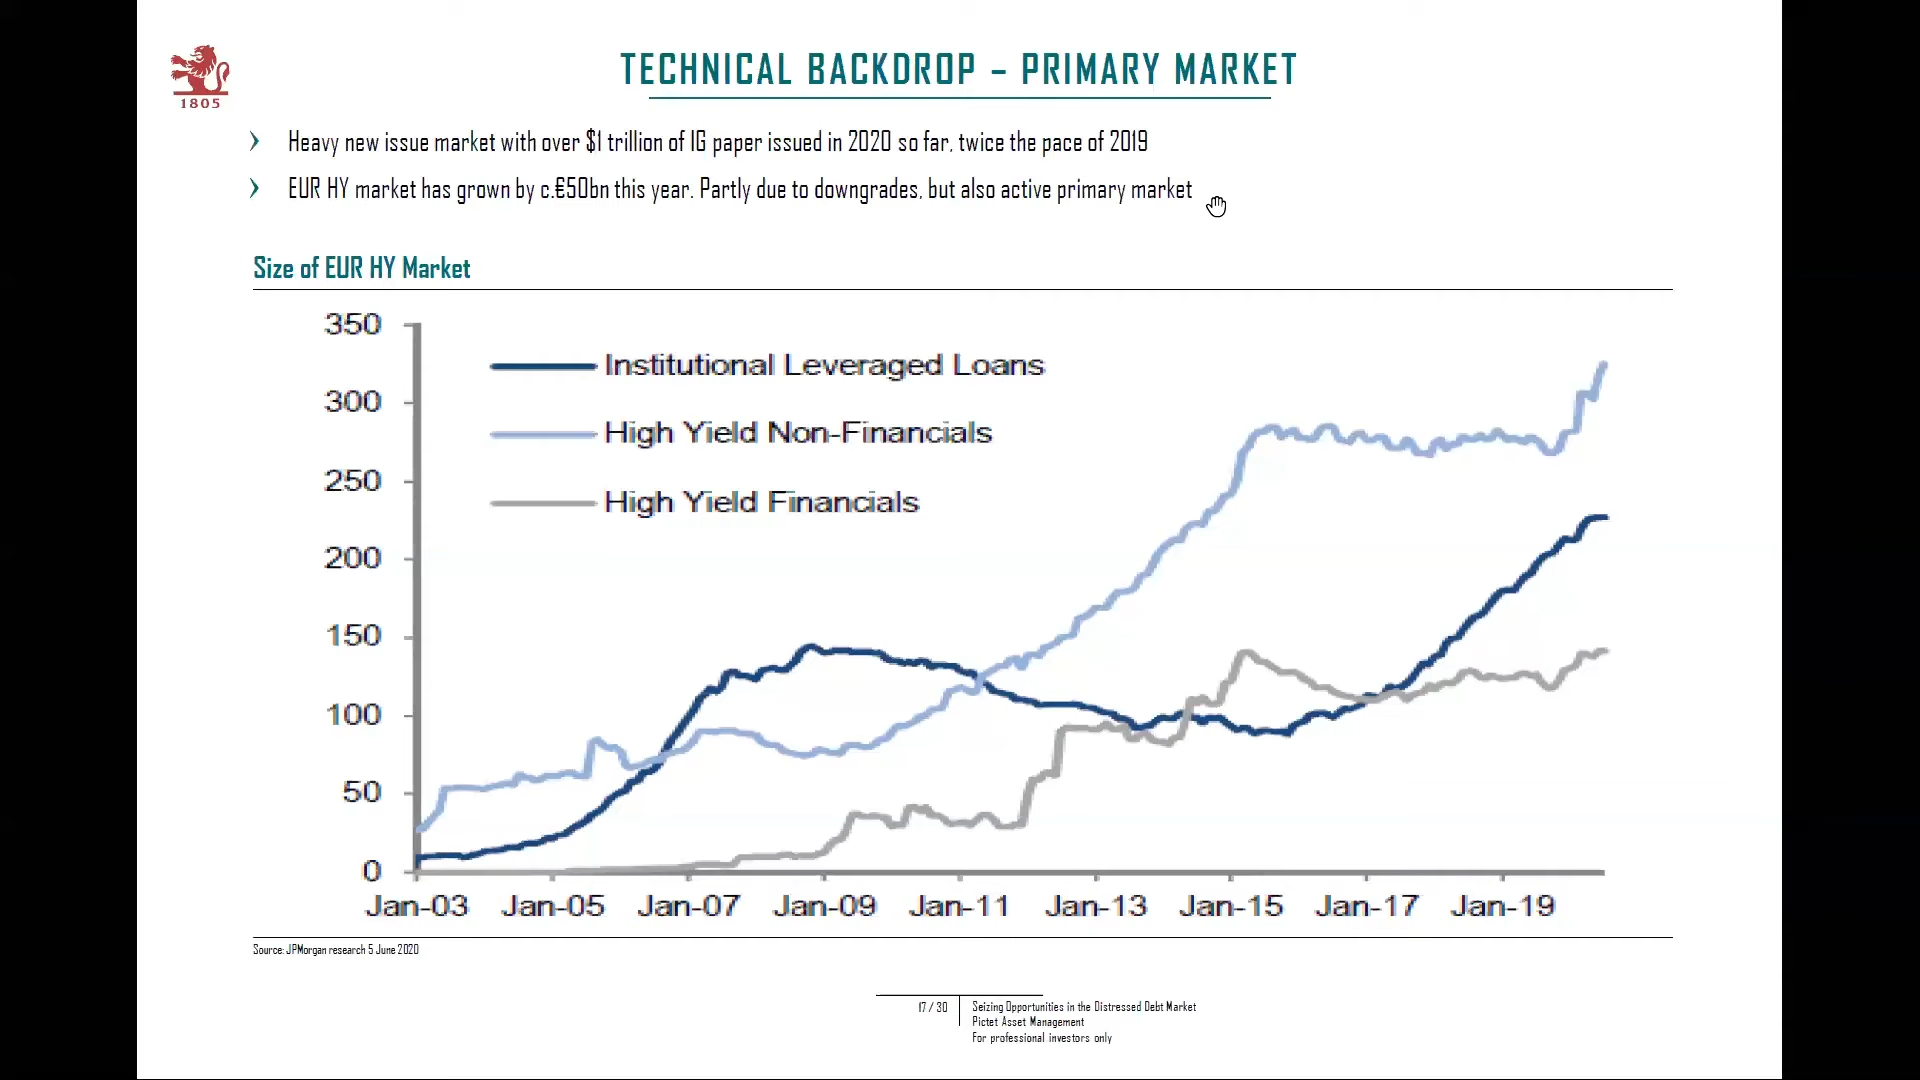 1805
TECHNICAL BACKDROP – PRIMARY MARKET
Heavy new issue market with over $1 trillion of IG paper issued in 2020 so far, twice the pace of 2019
EUR HY market has grown by c.€50bn this year. Partly due to downgrades, but also active primary market
Size of EUR HY Market
350
300
250
200
150
100
50
0
Institutional Leveraged Loans
High Yield Non-Financials
High Yield Financials
Jan-03 Jan-05 Jan-07 Jan-09 Jan-11 Jan-13 Jan-15 Jan-17 Jan-19
Source: JPMorgan research 5 June 2020
17 / 30
Seizing Opportunities in the Distressed Debt Market
Pictet Asset Management
For professional investors only